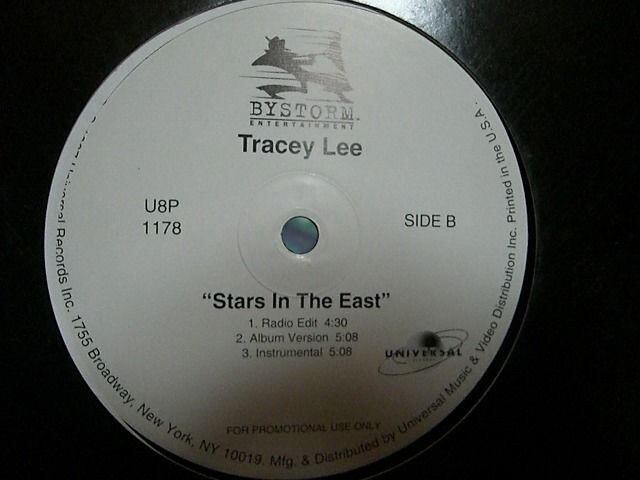 BYSTORM
ENTERTAINMENT
Tracey Lee
U8P
1178
SIDE B
“Stars In The East”
1. Radio Edit 4:30
2. Album Version 5:08
3. Instrumental 5:08
UNIVERSAL
FOR PROMOTIONAL USE ONLY
Records Inc. 1755 Broadway, New York, NY 10019. Mfg. & Distributed by Universal Music & Video Distribution Inc. Printed in the U.S.A.